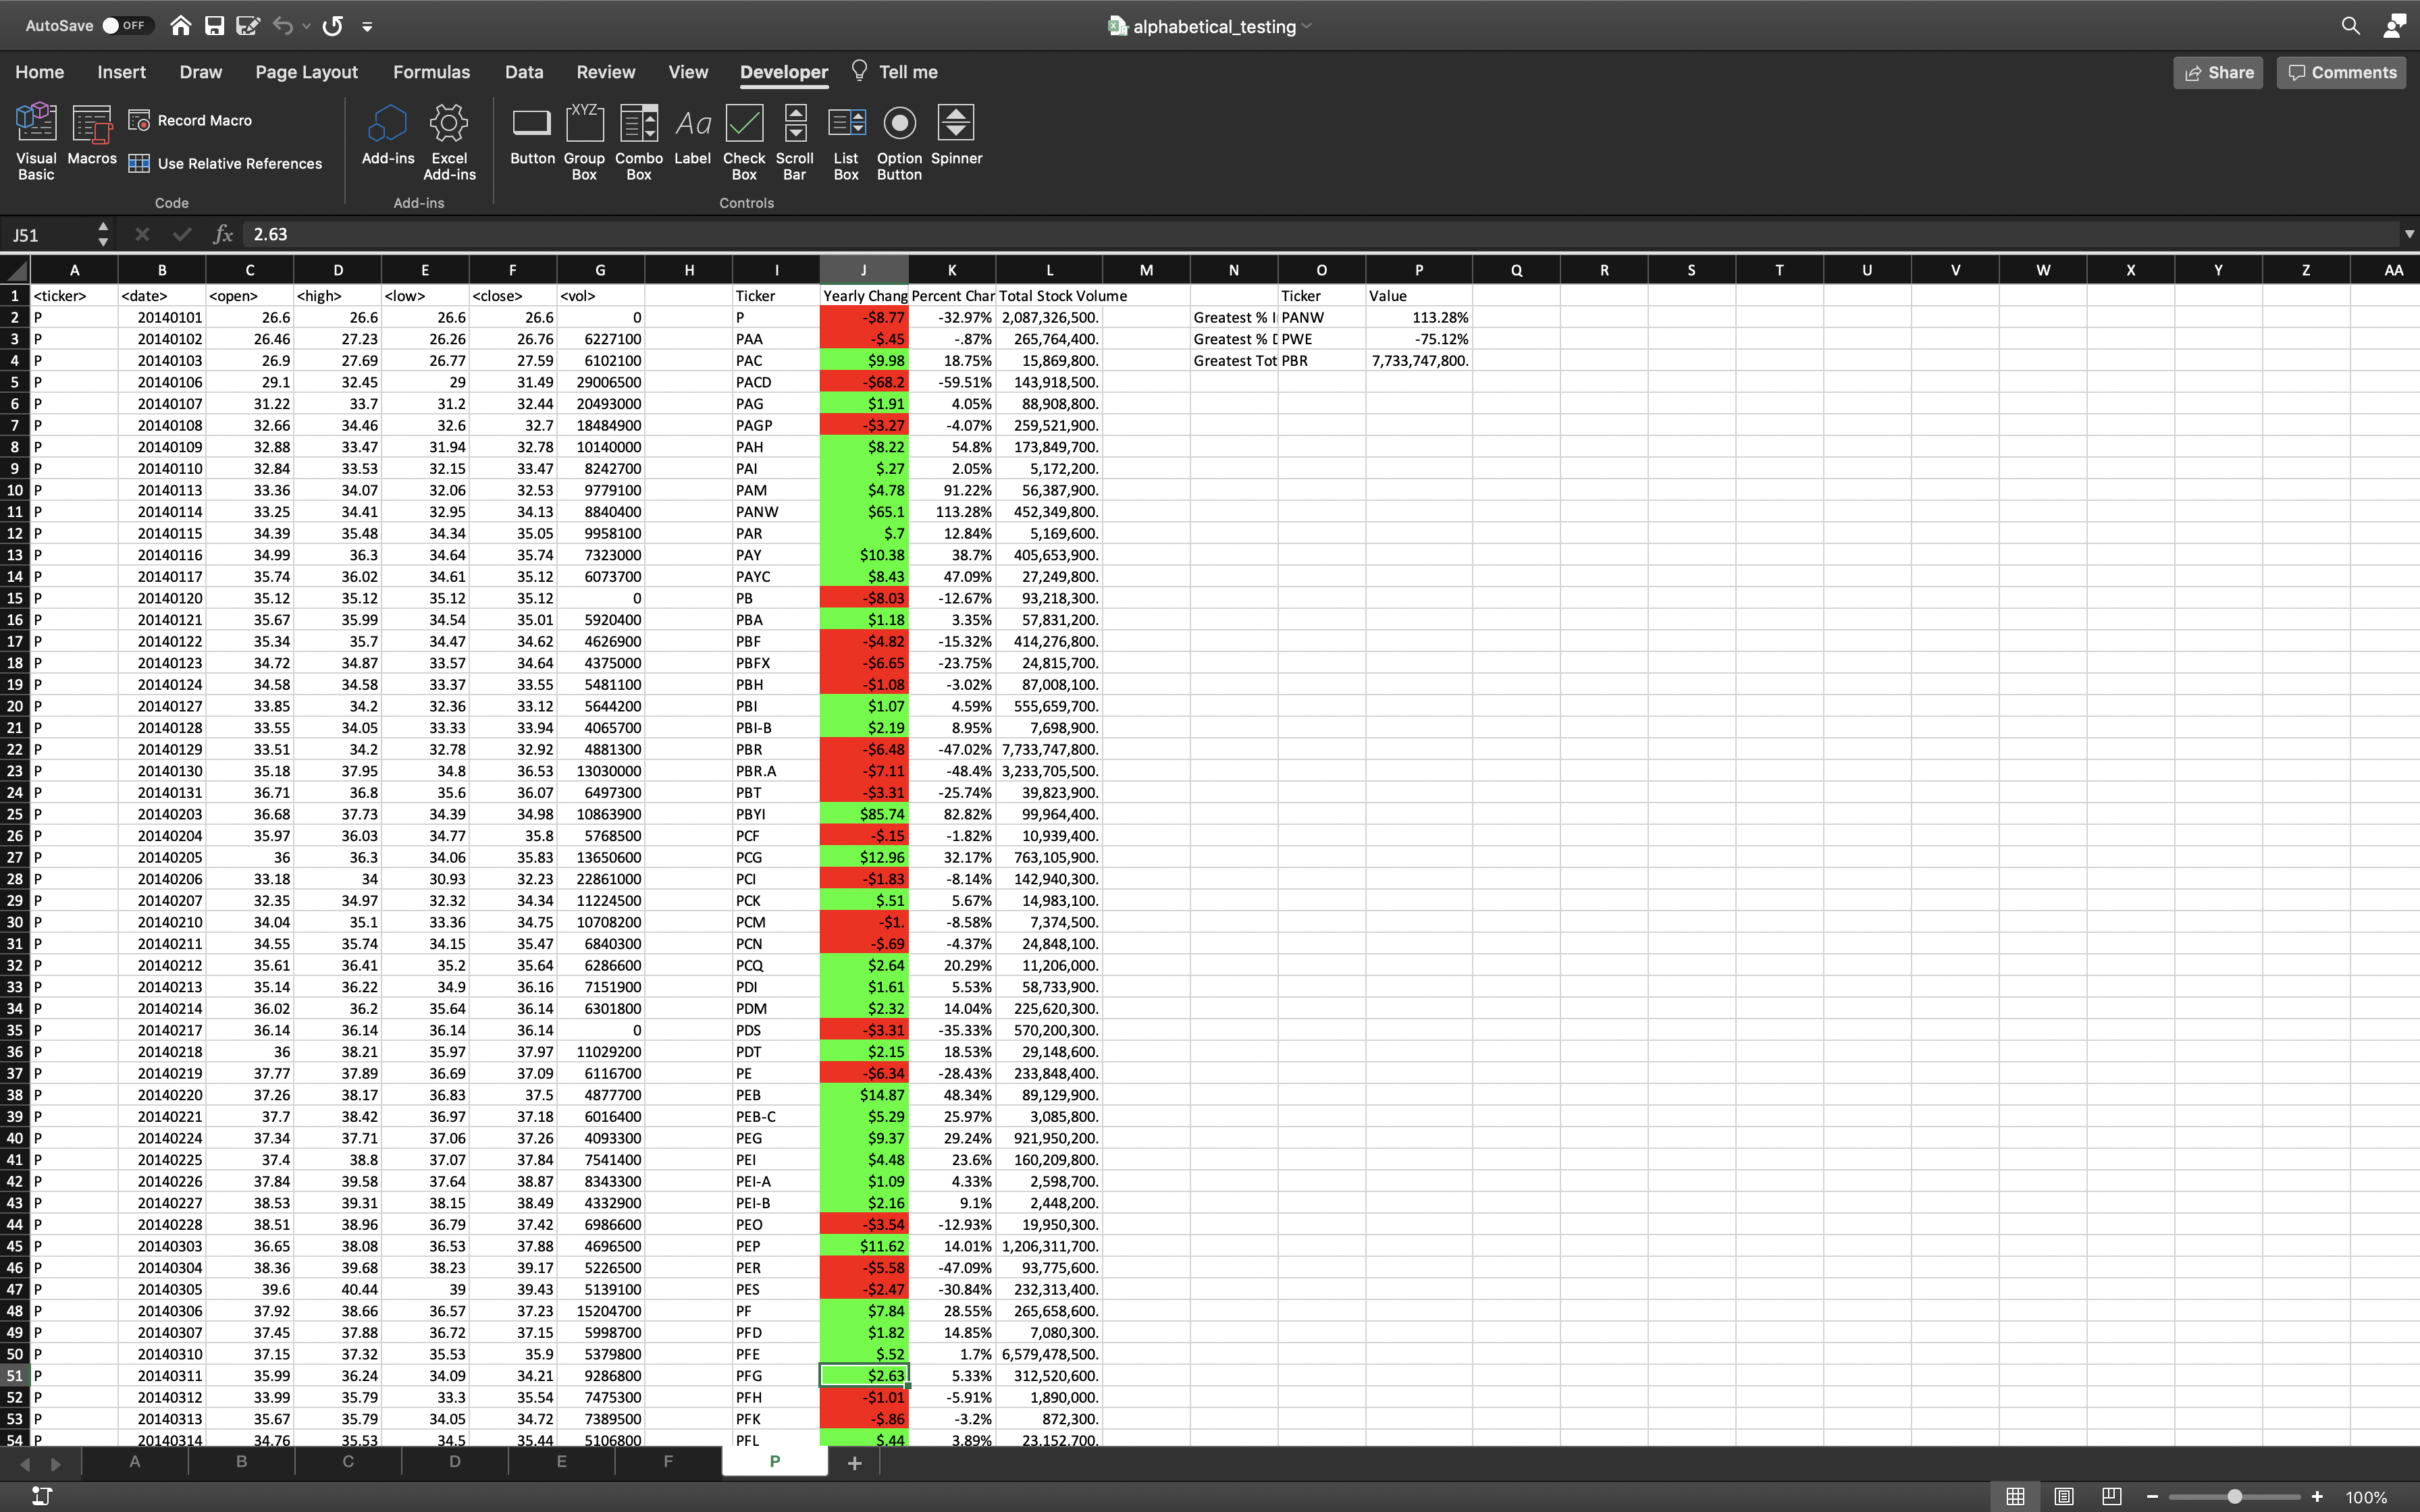 AutoSave OFF alphabetical_testing
Home Insert Draw Page Layout Formulas Data Review View Developer Tell me Share Comments
Visual Basic Macros Record Macro Use Relative References Add-ins Excel Add-ins Button XYZ Group Box Combo Box Aa Label Check Box Scroll Bar List Box Option Button Spinner
Code Add-ins Controls
J51 fx 2.63
A B C D E F G H I J K L M N O P Q R S T U V W X Y Z AA
1 <ticker> <date> <open> <high> <low> <close> <vol> Ticker Yearly Chang Percent Char Total Stock Volume Ticker Value
2 P 20140101 26.6 26.6 26.6 26.6 0 P -$8.77 -32.97% 2,087,326,500. Greatest % I PANW 113.28%
3 P 20140102 26.46 27.23 26.26 26.76 6227100 PAA -$.45 -.87% 265,764,400. Greatest % D PWE -75.12%
4 P 20140103 26.9 27.69 26.77 27.59 6102100 PAC $9.98 18.75% 15,869,800. Greatest Tot PBR 7,733,747,800.
5 P 20140106 29.1 32.45 29 31.49 29006500 PACD -$68.2 -59.51% 143,918,500.
6 P 20140107 31.22 33.7 31.2 32.44 20493000 PAG $1.91 4.05% 88,908,800.
7 P 20140108 32.66 34.46 32.6 32.7 18484900 PAGP -$3.27 -4.07% 259,521,900.
8 P 20140109 32.88 33.47 31.94 32.78 10140000 PAH $8.22 54.8% 173,849,700.
9 P 20140110 32.84 33.53 32.15 33.47 8242700 PAI $.27 2.05% 5,172,200.
10 P 20140113 33.36 34.07 32.06 32.53 9779100 PAM $4.78 91.22% 56,387,900.
11 P 20140114 33.25 34.41 32.95 34.13 8840400 PANW $65.1 113.28% 452,349,800.
12 P 20140115 34.39 35.48 34.34 35.05 9958100 PAR $.7 12.84% 5,169,600.
13 P 20140116 34.99 36.3 34.64 35.74 7323000 PAY $10.38 38.7% 405,653,900.
14 P 20140117 35.74 36.02 34.61 35.12 6073700 PAYC $8.43 47.09% 27,249,800.
15 P 20140120 35.12 35.12 35.12 35.12 0 PB -$8.03 -12.67% 93,218,300.
16 P 20140121 35.67 35.99 34.54 35.01 5920400 PBA $1.18 3.35% 57,831,200.
17 P 20140122 35.34 35.7 34.47 34.62 4626900 PBF -$4.82 -15.32% 414,276,800.
18 P 20140123 34.72 34.87 33.57 34.64 4375000 PBFX -$6.65 -23.75% 24,815,700.
19 P 20140124 34.58 34.58 33.37 33.55 5481100 PBH -$1.08 -3.02% 87,008,100.
20 P 20140127 33.85 34.2 32.36 33.12 5644200 PBI $1.07 4.59% 555,659,700.
21 P 20140128 33.55 34.05 33.33 33.94 4065700 PBI-B $2.19 8.95% 7,698,900.
22 P 20140129 33.51 34.2 32.78 32.92 4881300 PBR -$6.48 -47.02% 7,733,747,800.
23 P 20140130 35.18 37.95 34.8 36.53 13030000 PBR.A -$7.11 -48.4% 3,233,705,500.
24 P 20140131 36.71 36.8 35.6 36.07 6497300 PBT -$3.31 -25.74% 39,823,900.
25 P 20140203 36.68 37.73 34.39 34.98 10863900 PBYI $85.74 82.82% 99,964,400.
26 P 20140204 35.97 36.03 34.77 35.8 5768500 PCF -$.15 -1.82% 10,939,400.
27 P 20140205 36 36.3 34.06 35.83 13650600 PCG $12.96 32.17% 763,105,900.
28 P 20140206 33.18 34 30.93 32.23 22861000 PCI -$1.83 -8.14% 142,940,300.
29 P 20140207 32.35 34.97 32.32 34.34 11224500 PCK $.51 5.67% 14,983,100.
30 P 20140210 34.04 35.1 33.36 34.75 10708200 PCM -$1. -8.58% 7,374,500.
31 P 20140211 34.55 35.74 34.15 35.47 6840300 PCN -$.69 -4.37% 24,848,100.
32 P 20140212 35.61 36.41 35.2 35.64 6286600 PCQ $2.64 20.29% 11,206,000.
33 P 20140213 35.14 36.22 34.9 36.16 7151900 PDI $1.61 5.53% 58,733,900.
34 P 20140214 36.02 36.2 35.64 36.14 6301800 PDM $2.32 14.04% 225,620,300.
35 P 20140217 36.14 36.14 36.14 36.14 0 PDS -$3.31 -35.33% 570,200,300.
36 P 20140218 36 38.21 35.97 37.97 11029200 PDT $2.15 18.53% 29,148,600.
37 P 20140219 37.77 37.89 36.69 37.09 6116700 PE -$6.34 -28.43% 233,848,400.
38 P 20140220 37.26 38.17 36.83 37.5 4877700 PEB $14.87 48.34% 89,129,900.
39 P 20140221 37.7 38.42 36.97 37.18 6016400 PEB-C $5.29 25.97% 3,085,800.
40 P 20140224 37.34 37.71 37.06 37.26 4093300 PEG $9.37 29.24% 921,950,200.
41 P 20140225 37.4 38.8 37.07 37.84 7541400 PEI $4.48 23.6% 160,209,800.
42 P 20140226 37.84 39.58 37.64 38.87 8343300 PEI-A $1.09 4.33% 2,598,700.
43 P 20140227 38.53 39.31 38.15 38.49 4332900 PEI-B $2.16 9.1% 2,448,200.
44 P 20140228 38.51 38.96 36.79 37.42 6986600 PEO -$3.54 -12.93% 19,950,300.
45 P 20140303 36.65 38.08 36.53 37.88 4696500 PEP $11.62 14.01% 1,206,311,700.
46 P 20140304 38.36 39.68 38.23 39.17 5226500 PER -$5.58 -47.09% 93,775,600.
47 P 20140305 39.6 40.44 39 39.43 5139100 PES -$2.47 -30.84% 232,313,400.
48 P 20140306 37.92 38.66 36.57 37.23 15204700 PF $7.84 28.55% 265,658,600.
49 P 20140307 37.45 37.88 36.72 37.15 5998700 PFD $1.82 14.85% 7,080,300.
50 P 20140310 37.15 37.32 35.53 35.9 5379800 PFE $.52 1.7% 6,579,478,500.
51 P 20140311 35.99 36.24 34.09 34.21 9286800 PFG $2.63 5.33% 312,520,600.
52 P 20140312 33.99 35.79 33.3 35.54 7475300 PFH -$1.01 -5.91% 1,890,000.
53 P 20140313 35.67 35.79 34.05 34.72 7389500 PFK -$.86 -3.2% 872,300.
54 P 20140314 34.76 35.53 34.5 35.44 5106800 PFL $.44 3.89% 23,152,700.
A B C D E F P +
100%